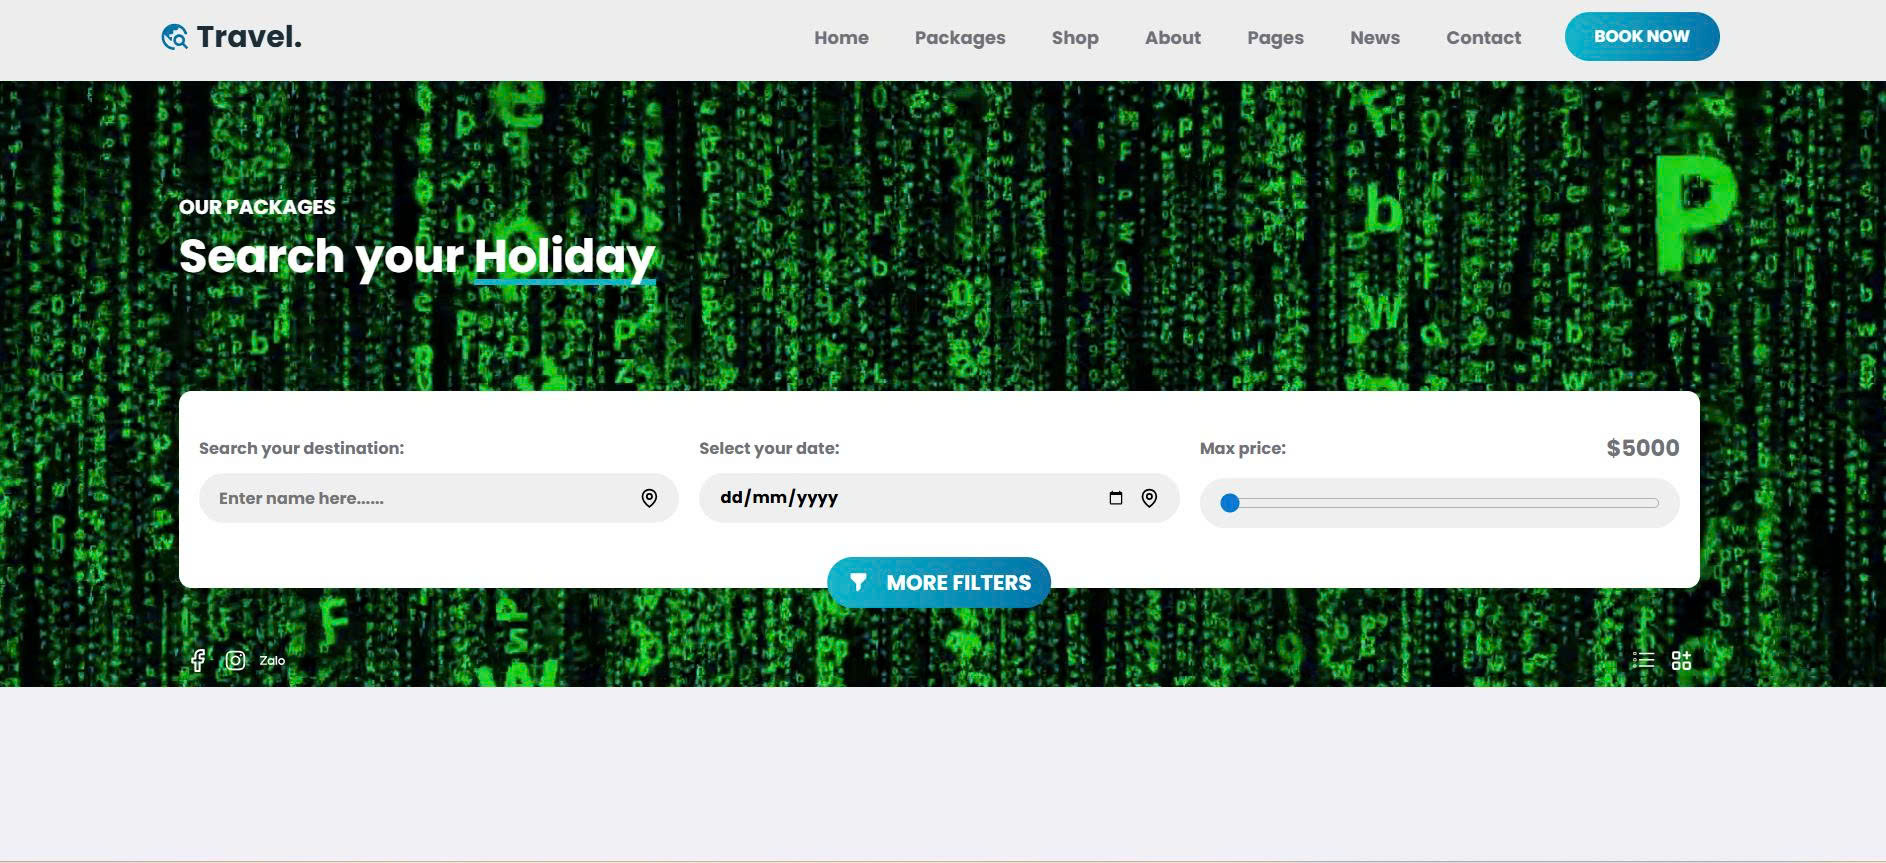 Travel.
Home Packages Shop About Pages News Contact BOOK NOW
OUR PACKAGES
Search your Holiday
Search your destination: Select your date: Max price: $5000
Enter name here...... dd/mm/yyyy
MORE FILTERS
Zalo